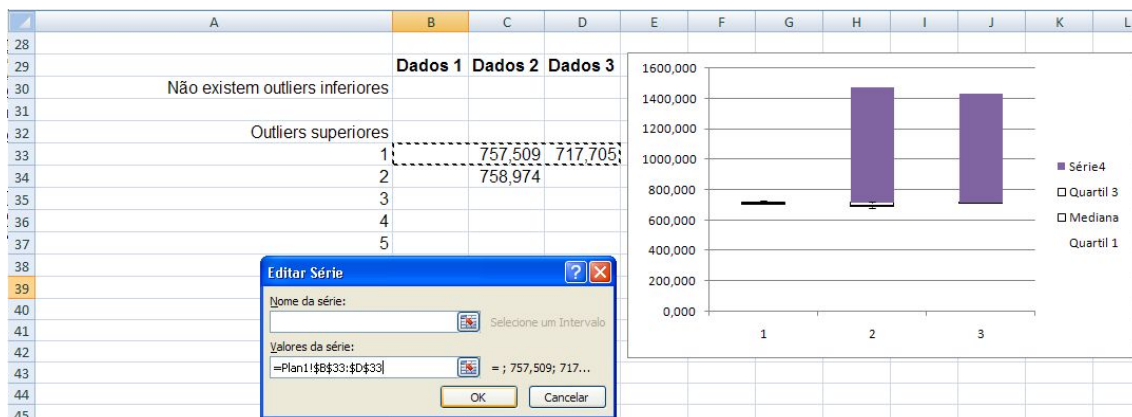 A B C D E F G H I J K L
28
29 Dados 1 Dados 2 Dados 3
30 Não existem outliers inferiores
31
32 Outliers superiores
33 1 757,509 717,705
34 2 758,974
35 3
36 4
37 5
38
39
40
41
42
43
44
45
1600,000
1400,000
1200,000
1000,000
800,000
600,000
400,000
200,000
0,000
1 2 3
Série4
Quartil 3
Mediana
Quartil 1
Editar Série
?
Nome da série:
Selecione um Intervalo
Valores da série:
=Plan1!$B$33:$D$33 = ; 757,509; 717...
OK Cancelar